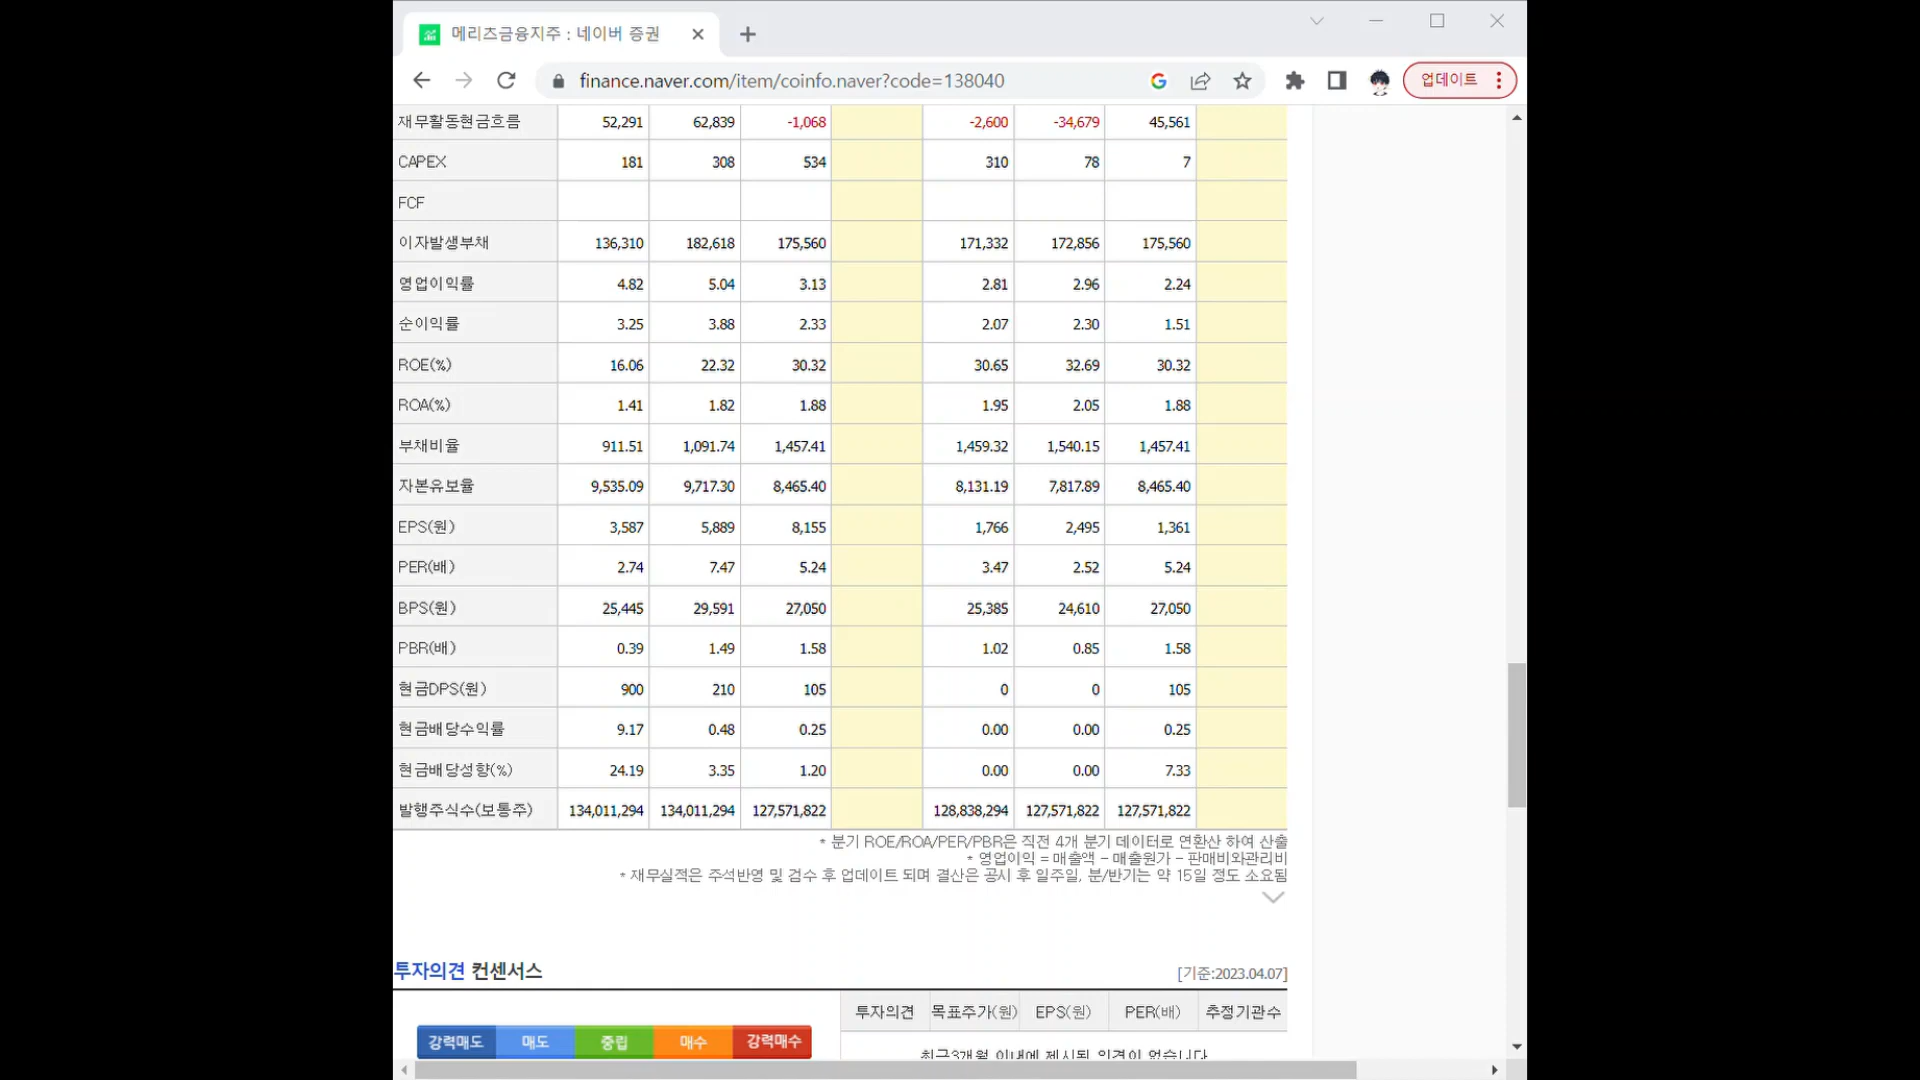 메리츠금융지주 : 네이버 증권
finance.naver.com/item/coinfo.naver?code=138040
업데이트
재무활동현금흐름 52,291 62,839 -1,068 -2,600 -34,679 45,561
CAPEX 181 308 534 310 78 7
FCF
이자발생부채 136,310 182,618 175,560 171,332 172,856 175,560
영업이익률 4.82 5.04 3.13 2.81 2.96 2.24
순이익률 3.25 3.88 2.33 2.07 2.30 1.51
ROE(%) 16.06 22.32 30.32 30.65 32.69 30.32
ROA(%) 1.41 1.82 1.88 1.95 2.05 1.88
부채비율 911.51 1,091.74 1,457.41 1,459.32 1,540.15 1,457.41
자본유보율 9,535.09 9,717.30 8,465.40 8,131.19 7,817.89 8,465.40
EPS(원) 3,587 5,889 8,155 1,766 2,495 1,361
PER(배) 2.74 7.47 5.24 3.47 2.52 5.24
BPS(원) 25,445 29,591 27,050 25,385 24,610 27,050
PBR(배) 0.39 1.49 1.58 1.02 0.85 1.58
현금DPS(원) 900 210 105 0 0 105
현금배당수익률 9.17 0.48 0.25 0.00 0.00 0.25
현금배당성향(%) 24.19 3.35 1.20 0.00 0.00 7.33
발행주식수(보통주) 134,011,294 134,011,294 127,571,822 128,838,294 127,571,822 127,571,822
* 분기 ROE/ROA/PER/PBR은 직전 4개 분기 데이터로 연환산 하여 산출
* 영업이익 = 매출액 - 매출원가 - 판매비와관리비
* 재무실적은 주석반영 및 검수 후 업데이트 되며 결산은 공시 후 일주일, 분/반기는 약 15일 정도 소요됨
투자의견 컨센서스 [기준:2023.04.07]
투자의견 목표주가(원) EPS(원) PER(배) 추정기관수
강력매도 매도 중립 매수 강력매수
최근3개월 이내에 제시된 의견이 없습니다